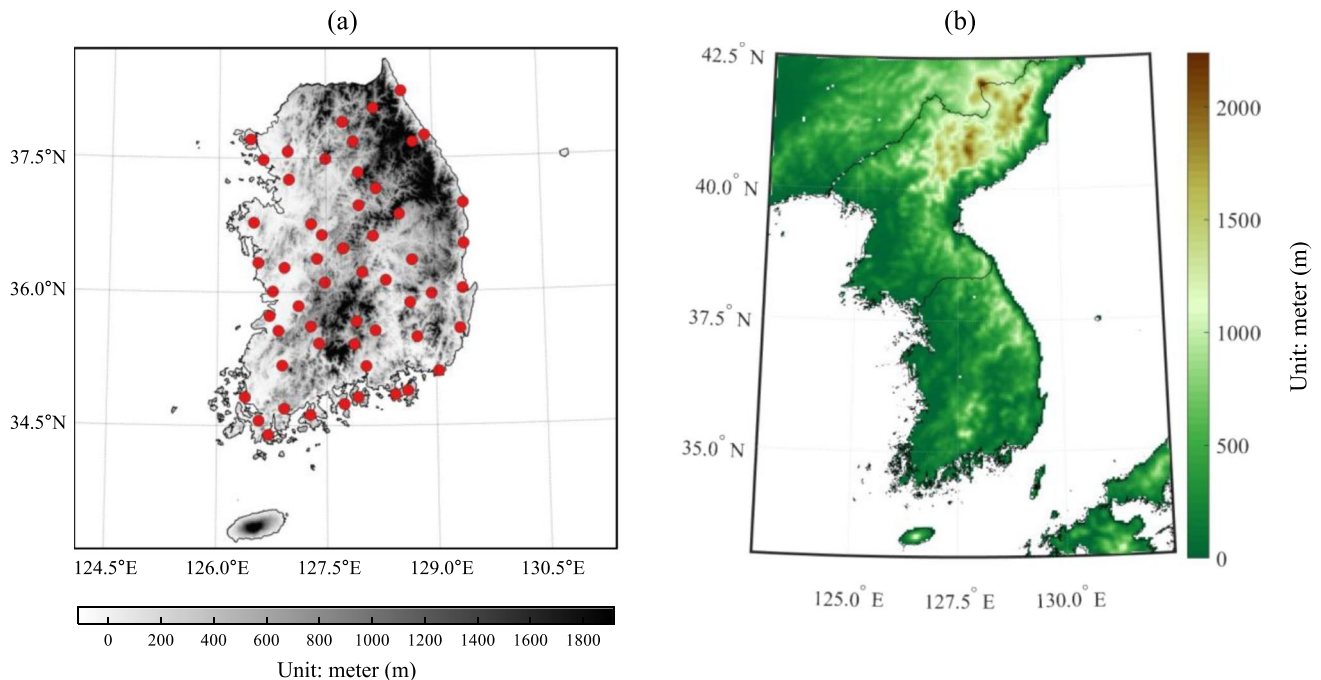 (a)
37.5°N
36.0°N
34.5°N
124.5°E 126.0°E 127.5°E 129.0°E 130.5°E
0 200 400 600 800 1000 1200 1400 1600 1800
Unit: meter (m)
(b)
42.5° N
40.0° N
37.5° N
35.0° N
125.0° E 127.5° E 130.0° E
2000
1500
1000
500
0
Unit: meter (m)